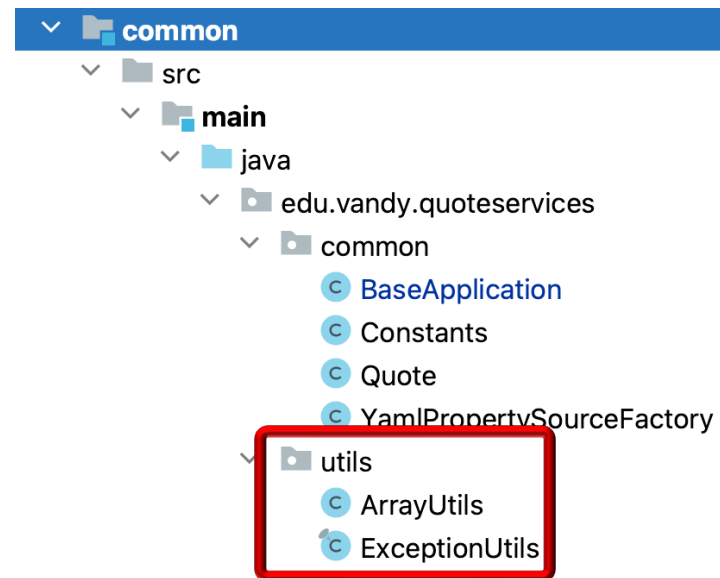 common
src
main
java
edu.vandy.quoteservices
common
C BaseApplication
C Constants
C Quote
C YamlPropertySourceFactory
utils
C ArrayUtils
C ExceptionUtils